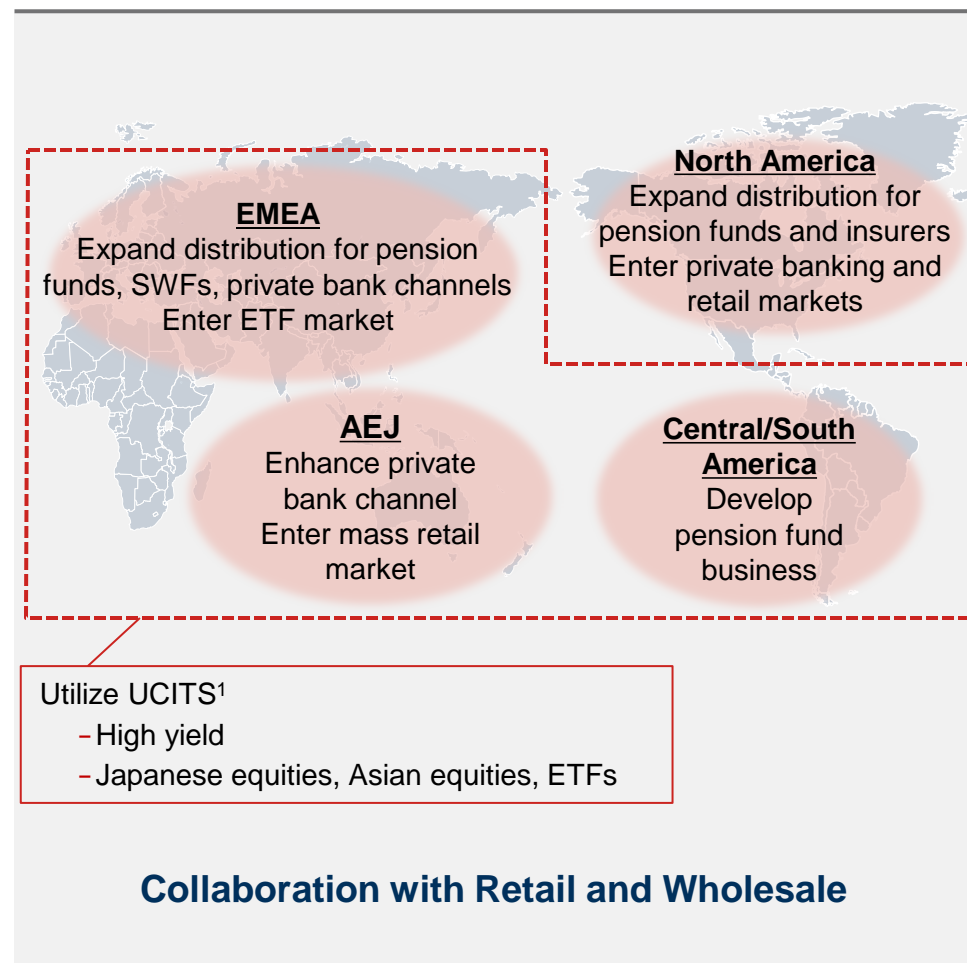 North America
Expand distribution for
pension funds and insurers
Enter private banking and
retail markets
EMEA
Expand distribution for pension
funds, SWFs, private bank channels
Enter ETF market
AEJ
Enhance private
bank channel
Enter mass retail
market
Central/South
America
Develop
pension fund
business
Utilize UCITS¹
–High yield
–Japanese equities, Asian equities, ETFs
Collaboration with Retail and Wholesale